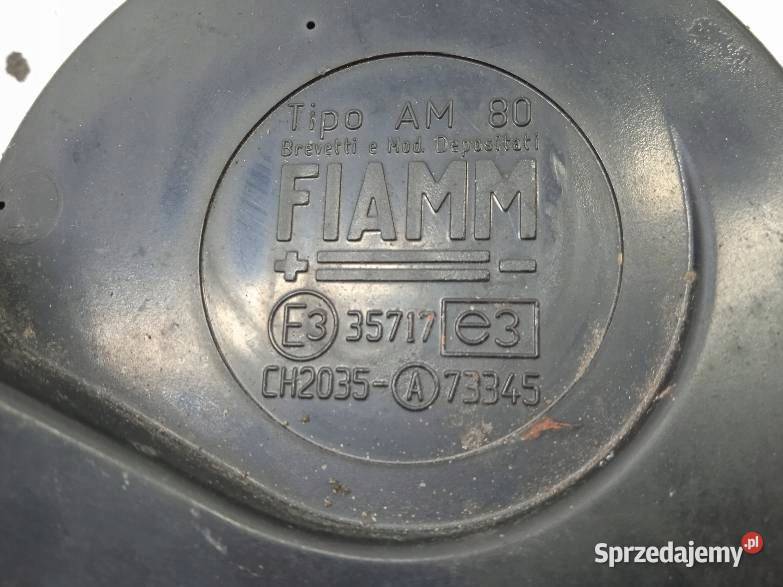 Tipo AM 80
Brevetti e Mod. Depositati
FIAMM
+ -
E3 35717 e3
CH2035-A 73345
Sprzedajemy.pl